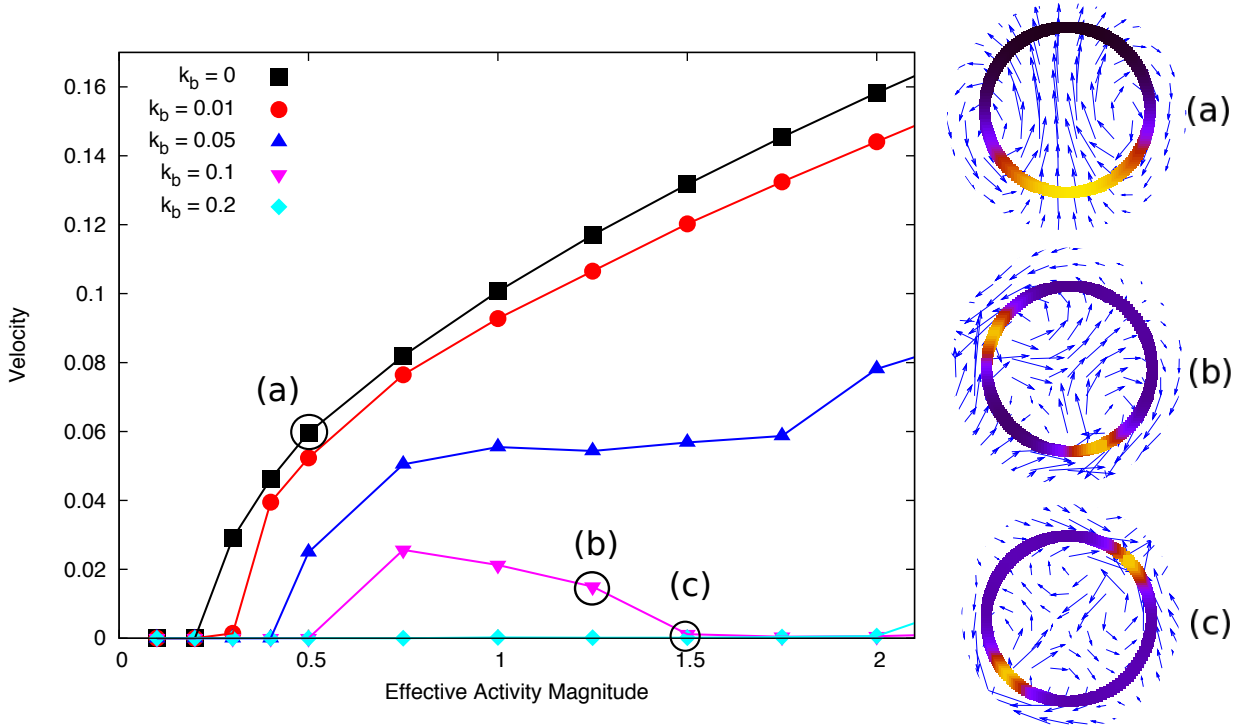 k_b = 0
k_b = 0.01
k_b = 0.05
k_b = 0.1
k_b = 0.2
0.16
0.14
0.12
0.1
0.08
0.06
0.04
0.02
0
Velocity
0 0.5 1 1.5 2
Effective Activity Magnitude
(a)
(b)
(c)
(a)
(b)
(c)